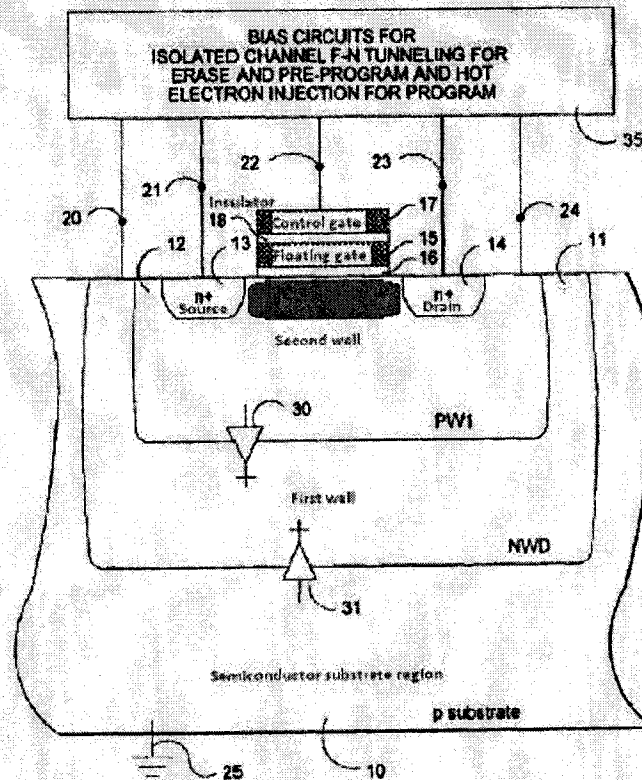 BIAS CIRCUITS FOR
ISOLATED CHANNEL F-N TUNNELING FOR
ERASE AND PRE-PROGRAM AND HOT
ELECTRON INJECTION FOR PROGRAM
35
22
23
21
Insulator
17
20
18
Control gate
24
12
13
Floating gate
15
14
11
16
n+
Source
n+
Drain
Second well
30
PW1
First well
NWD
31
Semiconductor substrate region
p substrate
25
10